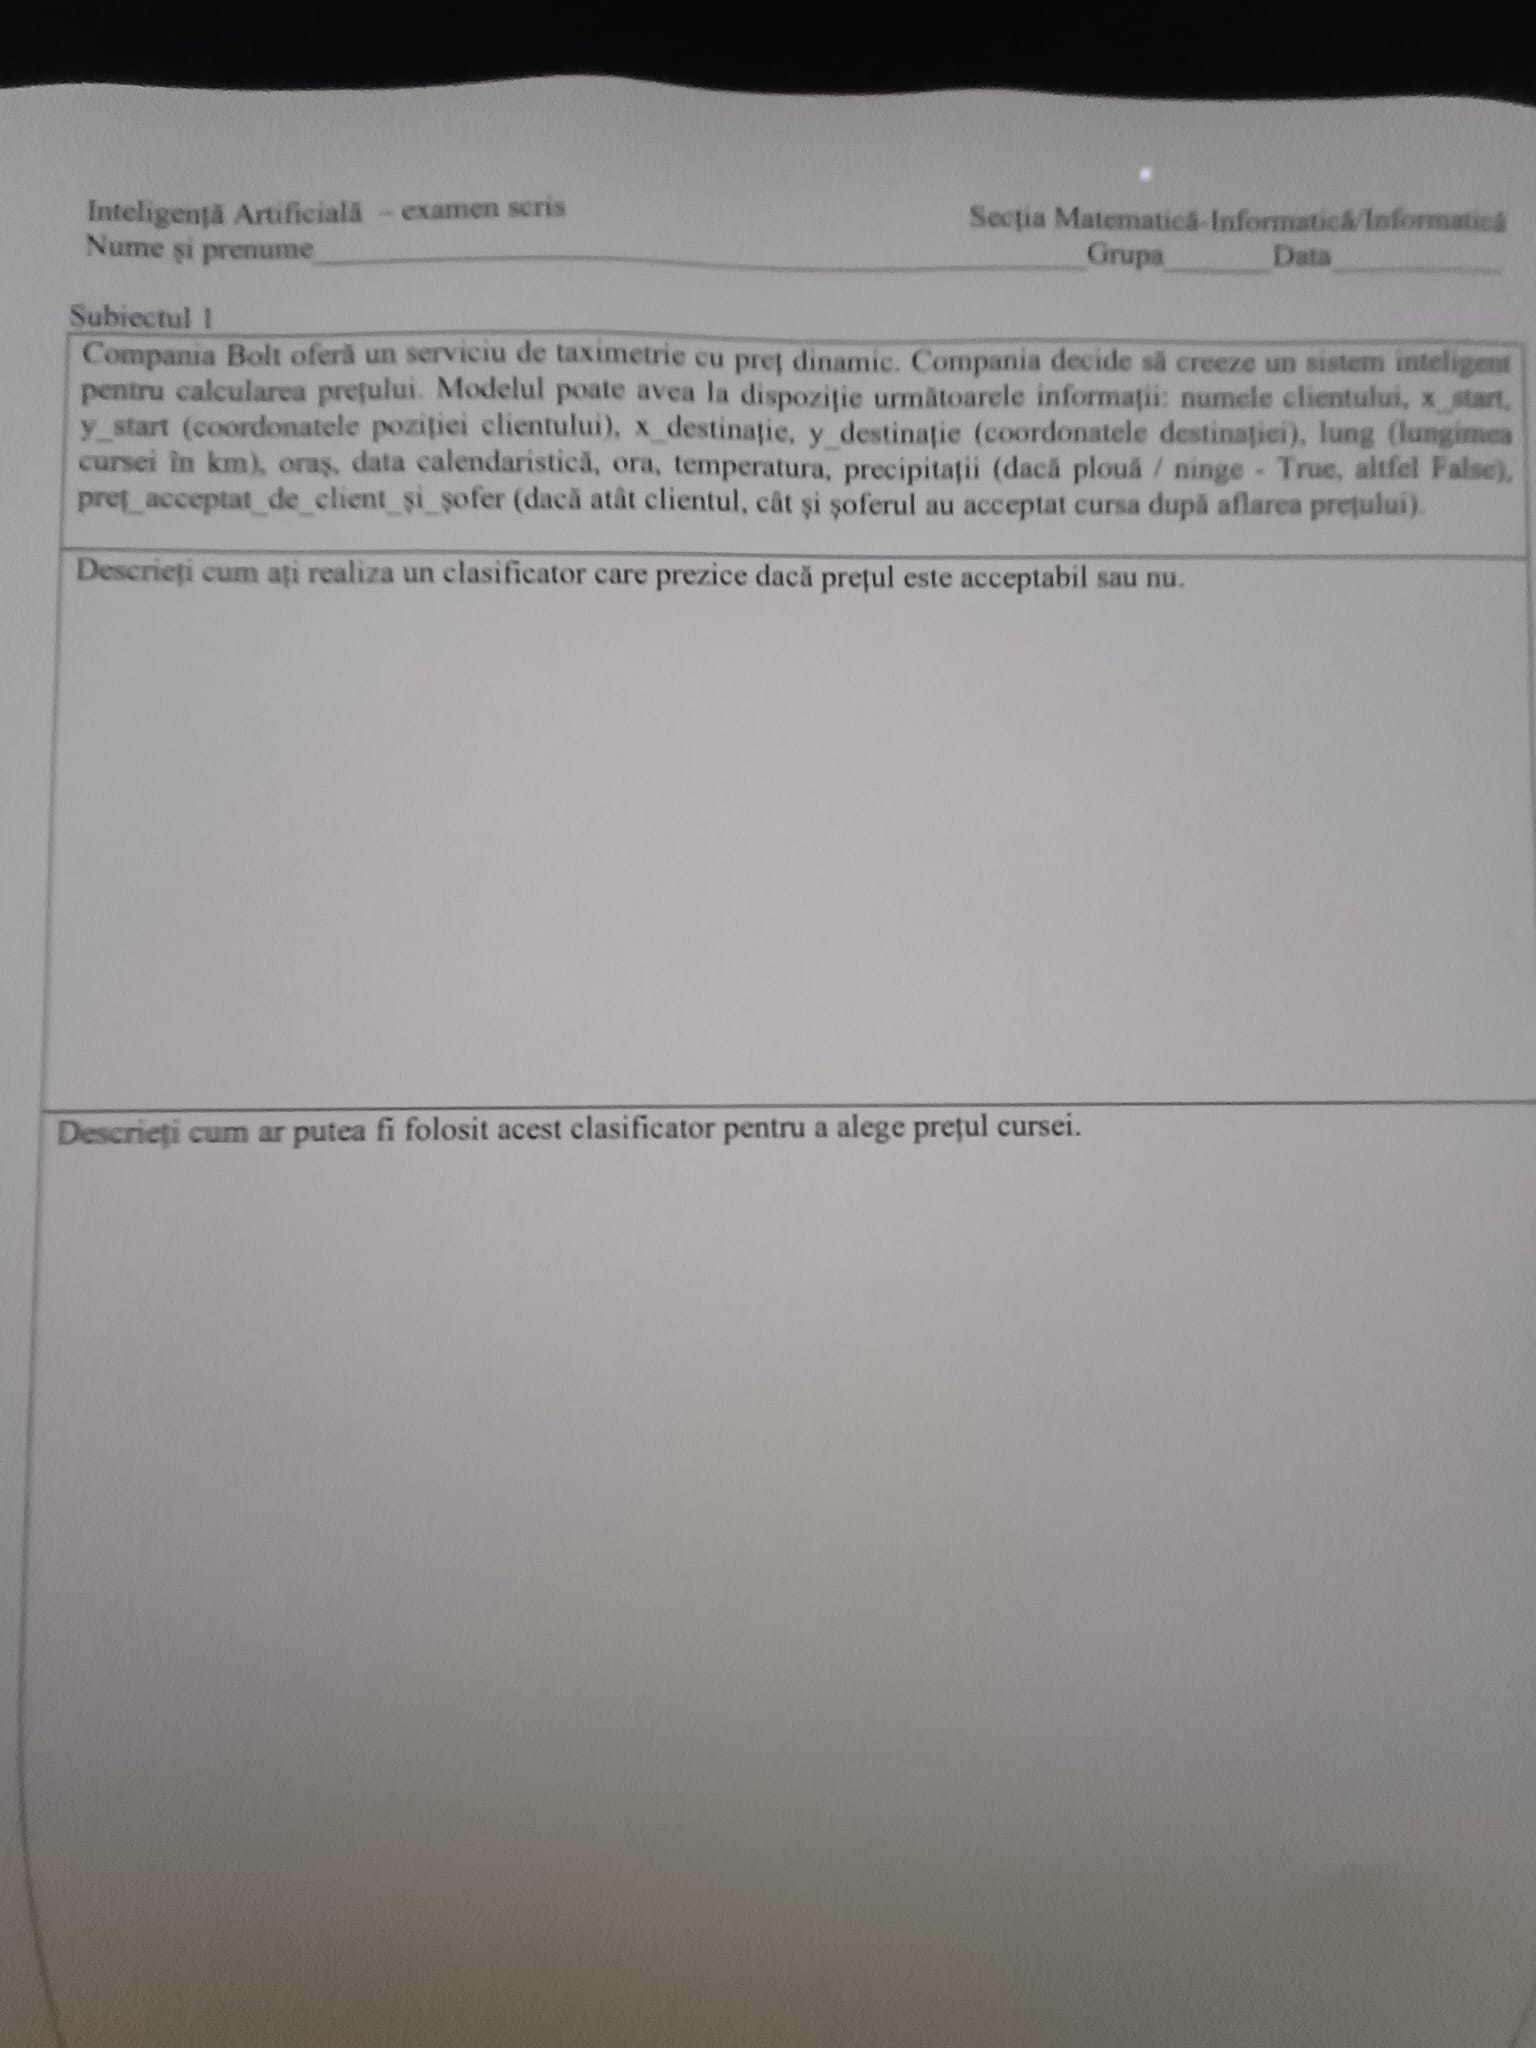 Inteligență Artificială – examen scris
Secția Matematică-Informatică/Informatică
Nume și prenume____________________Grupa______Data__________
Subiectul 1
Compania Bolt oferă un serviciu de taximetrie cu preț dinamic. Compania decide să creeze un sistem inteligent
pentru calcularea prețului. Modelul poate avea la dispoziție următoarele informații: numele clientului, x_start,
y_start (coordonatele poziției clientului), x_destinație, y_destinație (coordonatele destinației), lung (lungimea
cursei în km), oraș, data calendaristică, ora, temperatura, precipitații (dacă plouă / ninge - True, altfel False),
preț_acceptat_de_client_și_șofer (dacă atât clientul, cât și șoferul au acceptat cursa după aflarea prețului).
Descrieți cum ați realiza un clasificator care prezice dacă prețul este acceptabil sau nu.
Descrieți cum ar putea fi folosit acest clasificator pentru a alege prețul cursei.